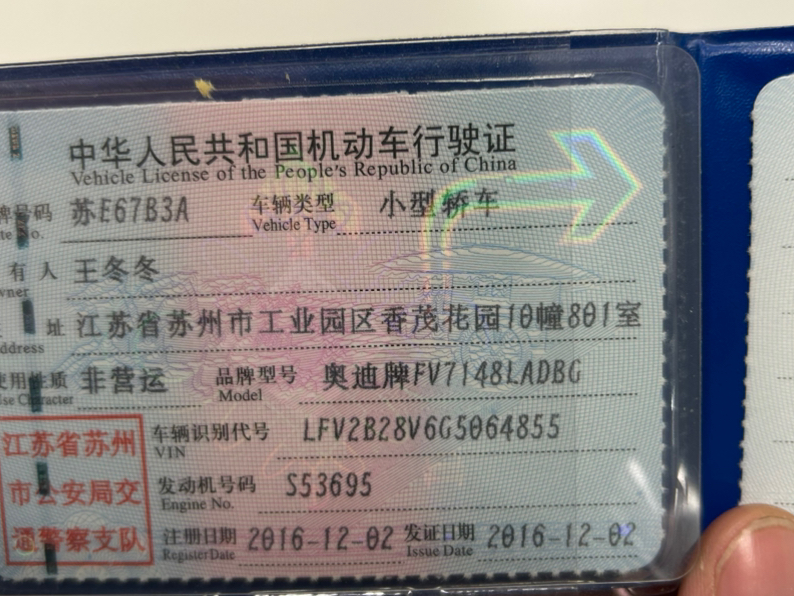 中华人民共和国机动车行驶证
Vehicle License of the People's Republic of China
牌号码 苏E67B3A 车辆类型 小型轿车
No. Vehicle Type
有人 王冬冬
址 江苏省苏州市工业园区香茂花园10幢801室
ddress
使用性质 非营运 品牌型号 奥迪牌FV7148LADBG
Use Character Model
江苏省苏州 车辆识别代号 LFV2B28V6G5064855
VIN
市公安局交 发动机号码 S53695
Engine No.
通警察支队 注册日期 2016-12-02 发证日期 2016-12-02
Register Date Issue Date